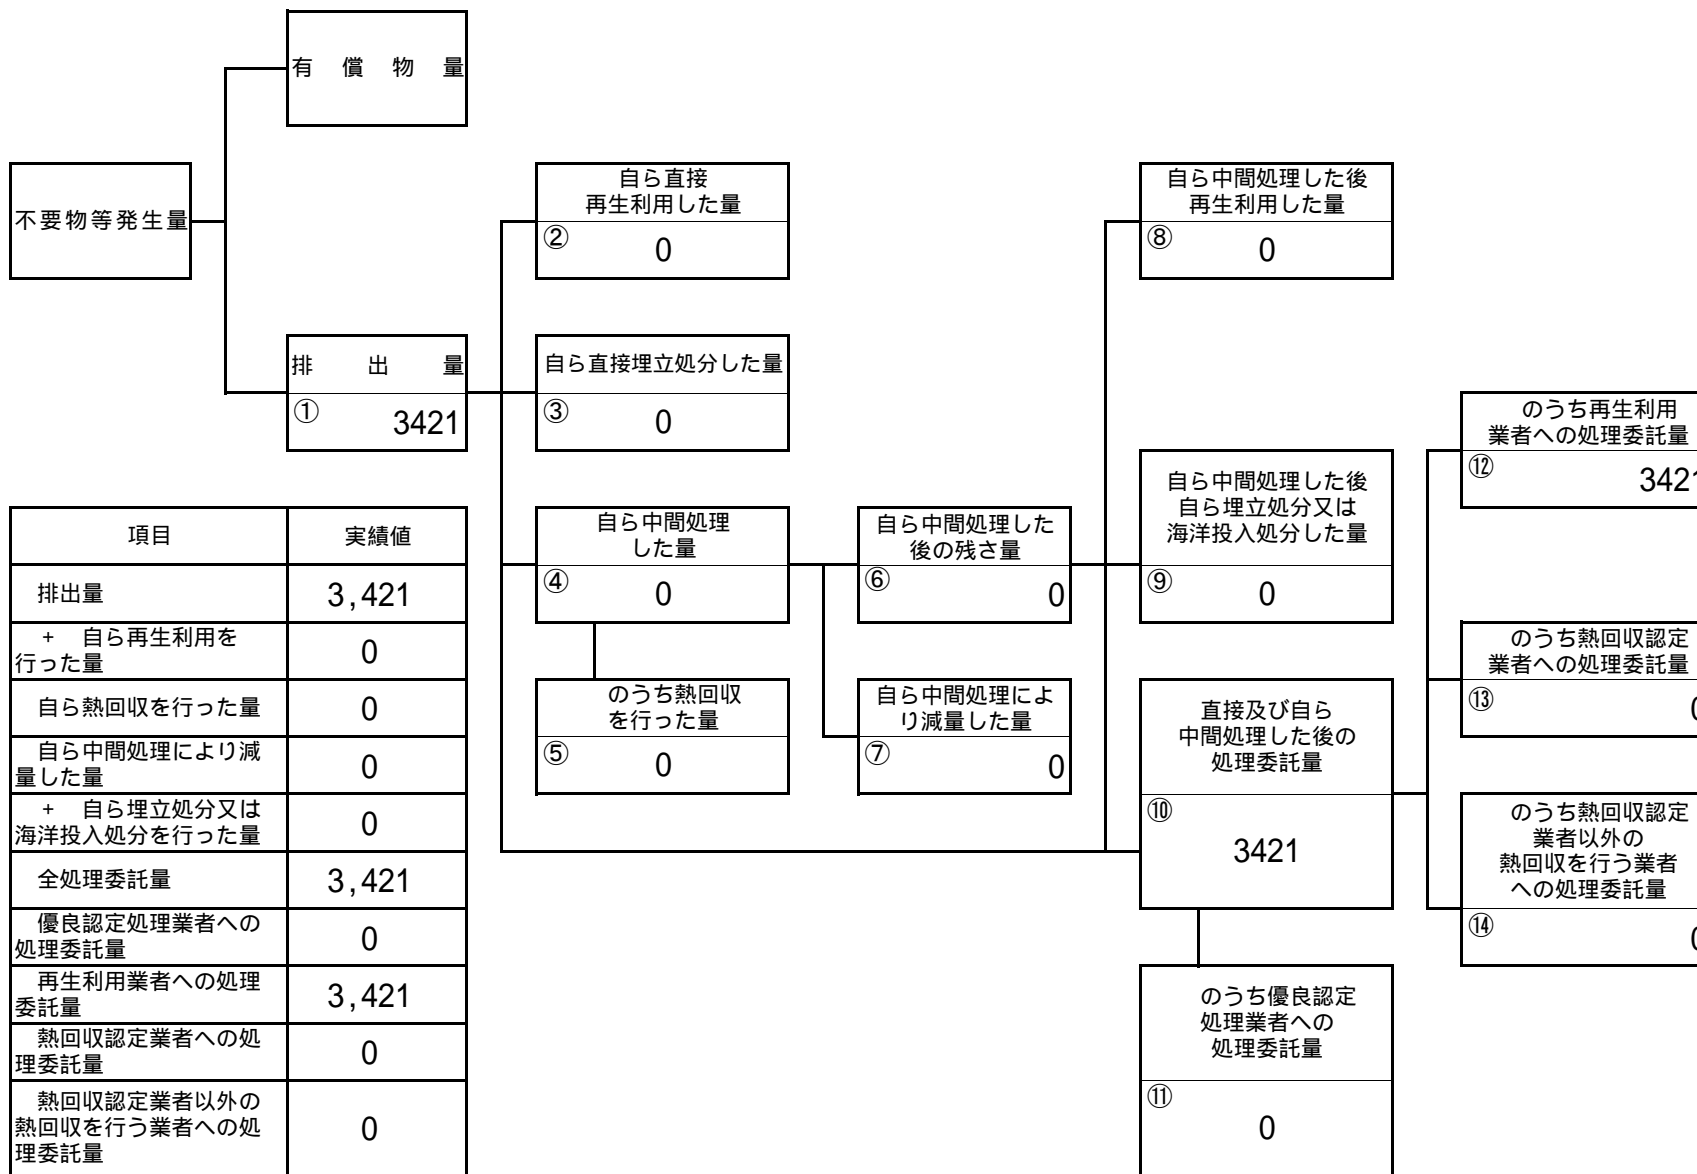 有償物量
不要物等発生量
排出量
① 3421
自ら直接
再生利用した量
② 0
自ら直接埋立処分した量
③ 0
自ら中間処理
した量
④ 0
のうち熱回収
を行った量
⑤ 0
自ら中間処理した
後の残さ量
⑥ 0
自ら中間処理によ
り減量した量
⑦ 0
自ら中間処理した後
再生利用した量
⑧ 0
自ら中間処理した後
自ら埋立処分又は
海洋投入処分した量
⑨ 0
直接及び自ら
中間処理した後の
処理委託量
⑩
3421
のうち優良認定
処理業者への
処理委託量
⑪
0
のうち再生利用
業者への処理委託量
⑫ 3421
のうち熱回収認定
業者への処理委託量
⑬ 0
のうち熱回収認定
業者以外の
熱回収を行う業者
への処理委託量
⑭ 0
項目 実績値
排出量 3,421
+ 自ら再生利用を
行った量 0
自ら熱回収を行った量 0
自ら中間処理により減
量した量 0
+ 自ら埋立処分又は
海洋投入処分を行った量 0
全処理委託量 3,421
優良認定処理業者への
処理委託量 0
再生利用業者への処理
委託量 3,421
熱回収認定業者への処
理委託量 0
熱回収認定業者以外の
熱回収を行う業者への処
理委託量 0